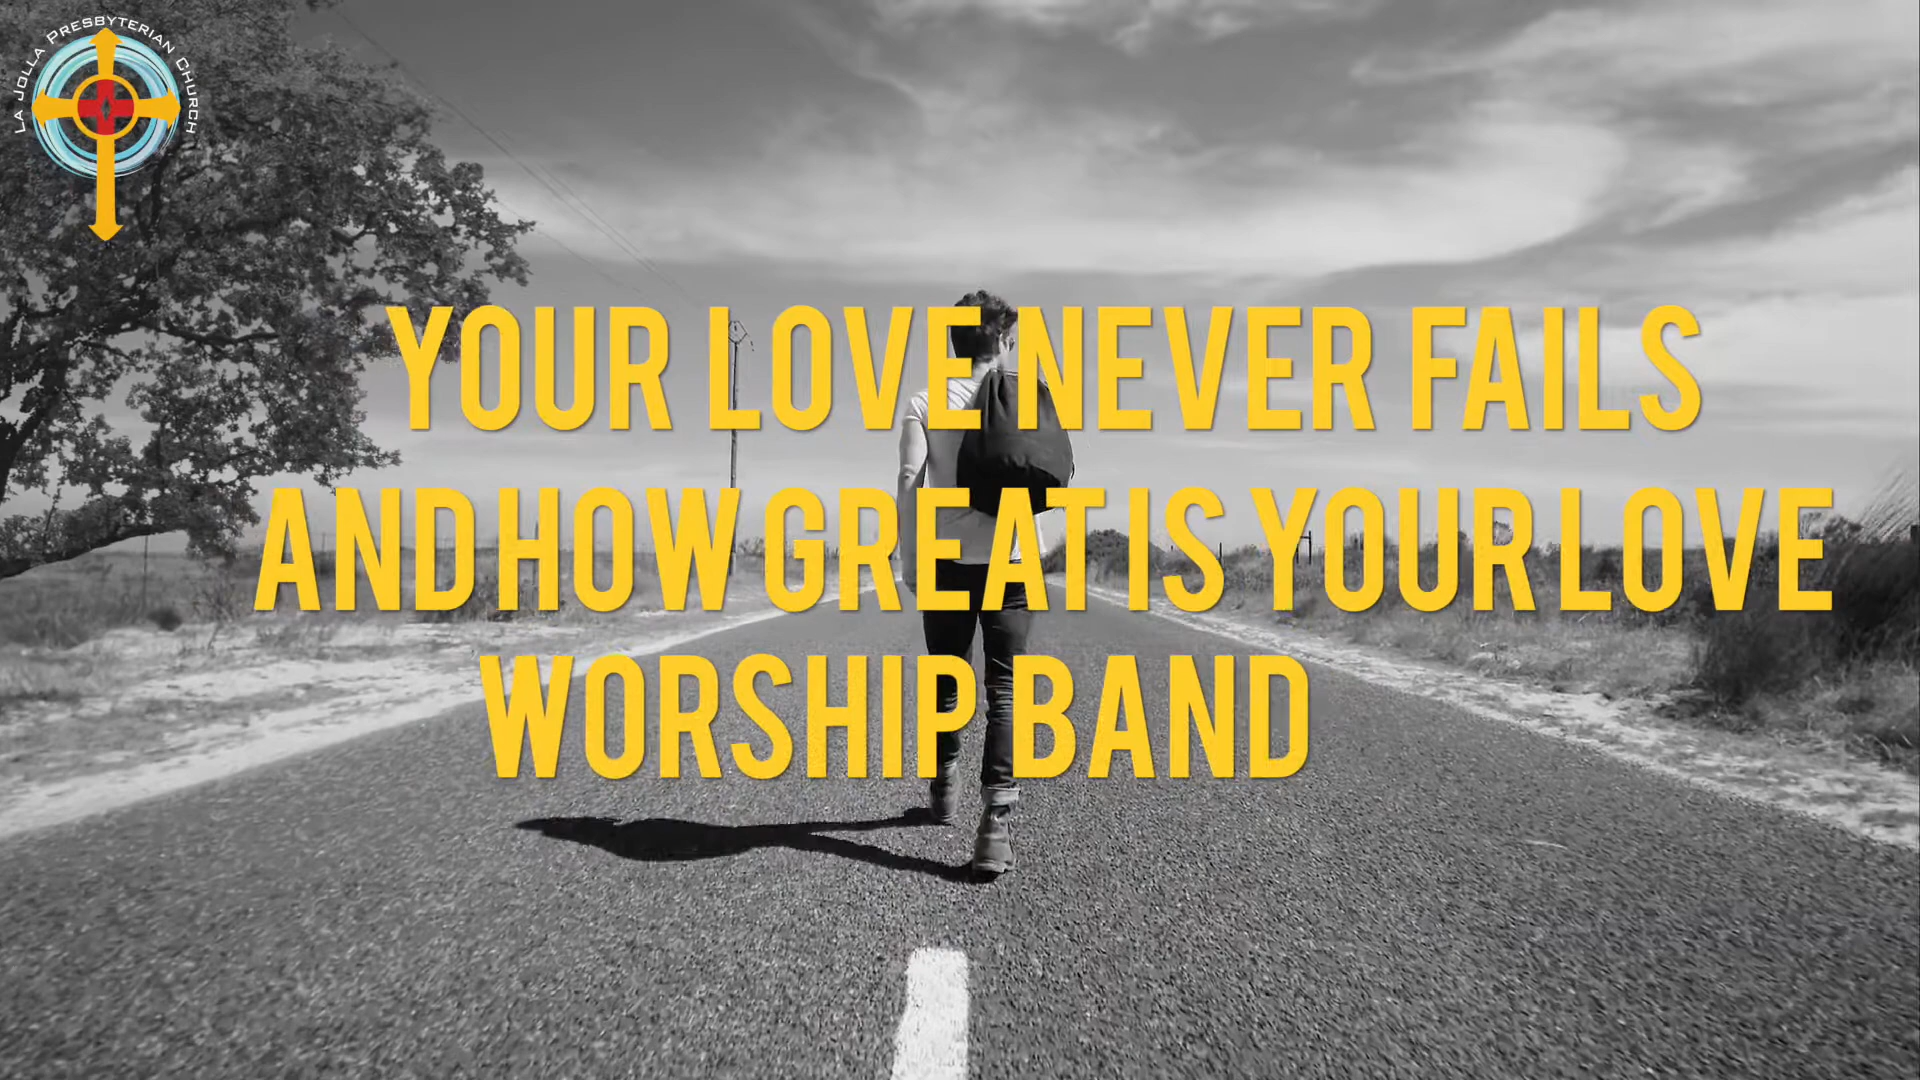 La Jolla Presbyterian Church
YOUR LOVE NEVER FAILS
AND HOW GREAT IS YOUR LOVE
WORSHIP BAND